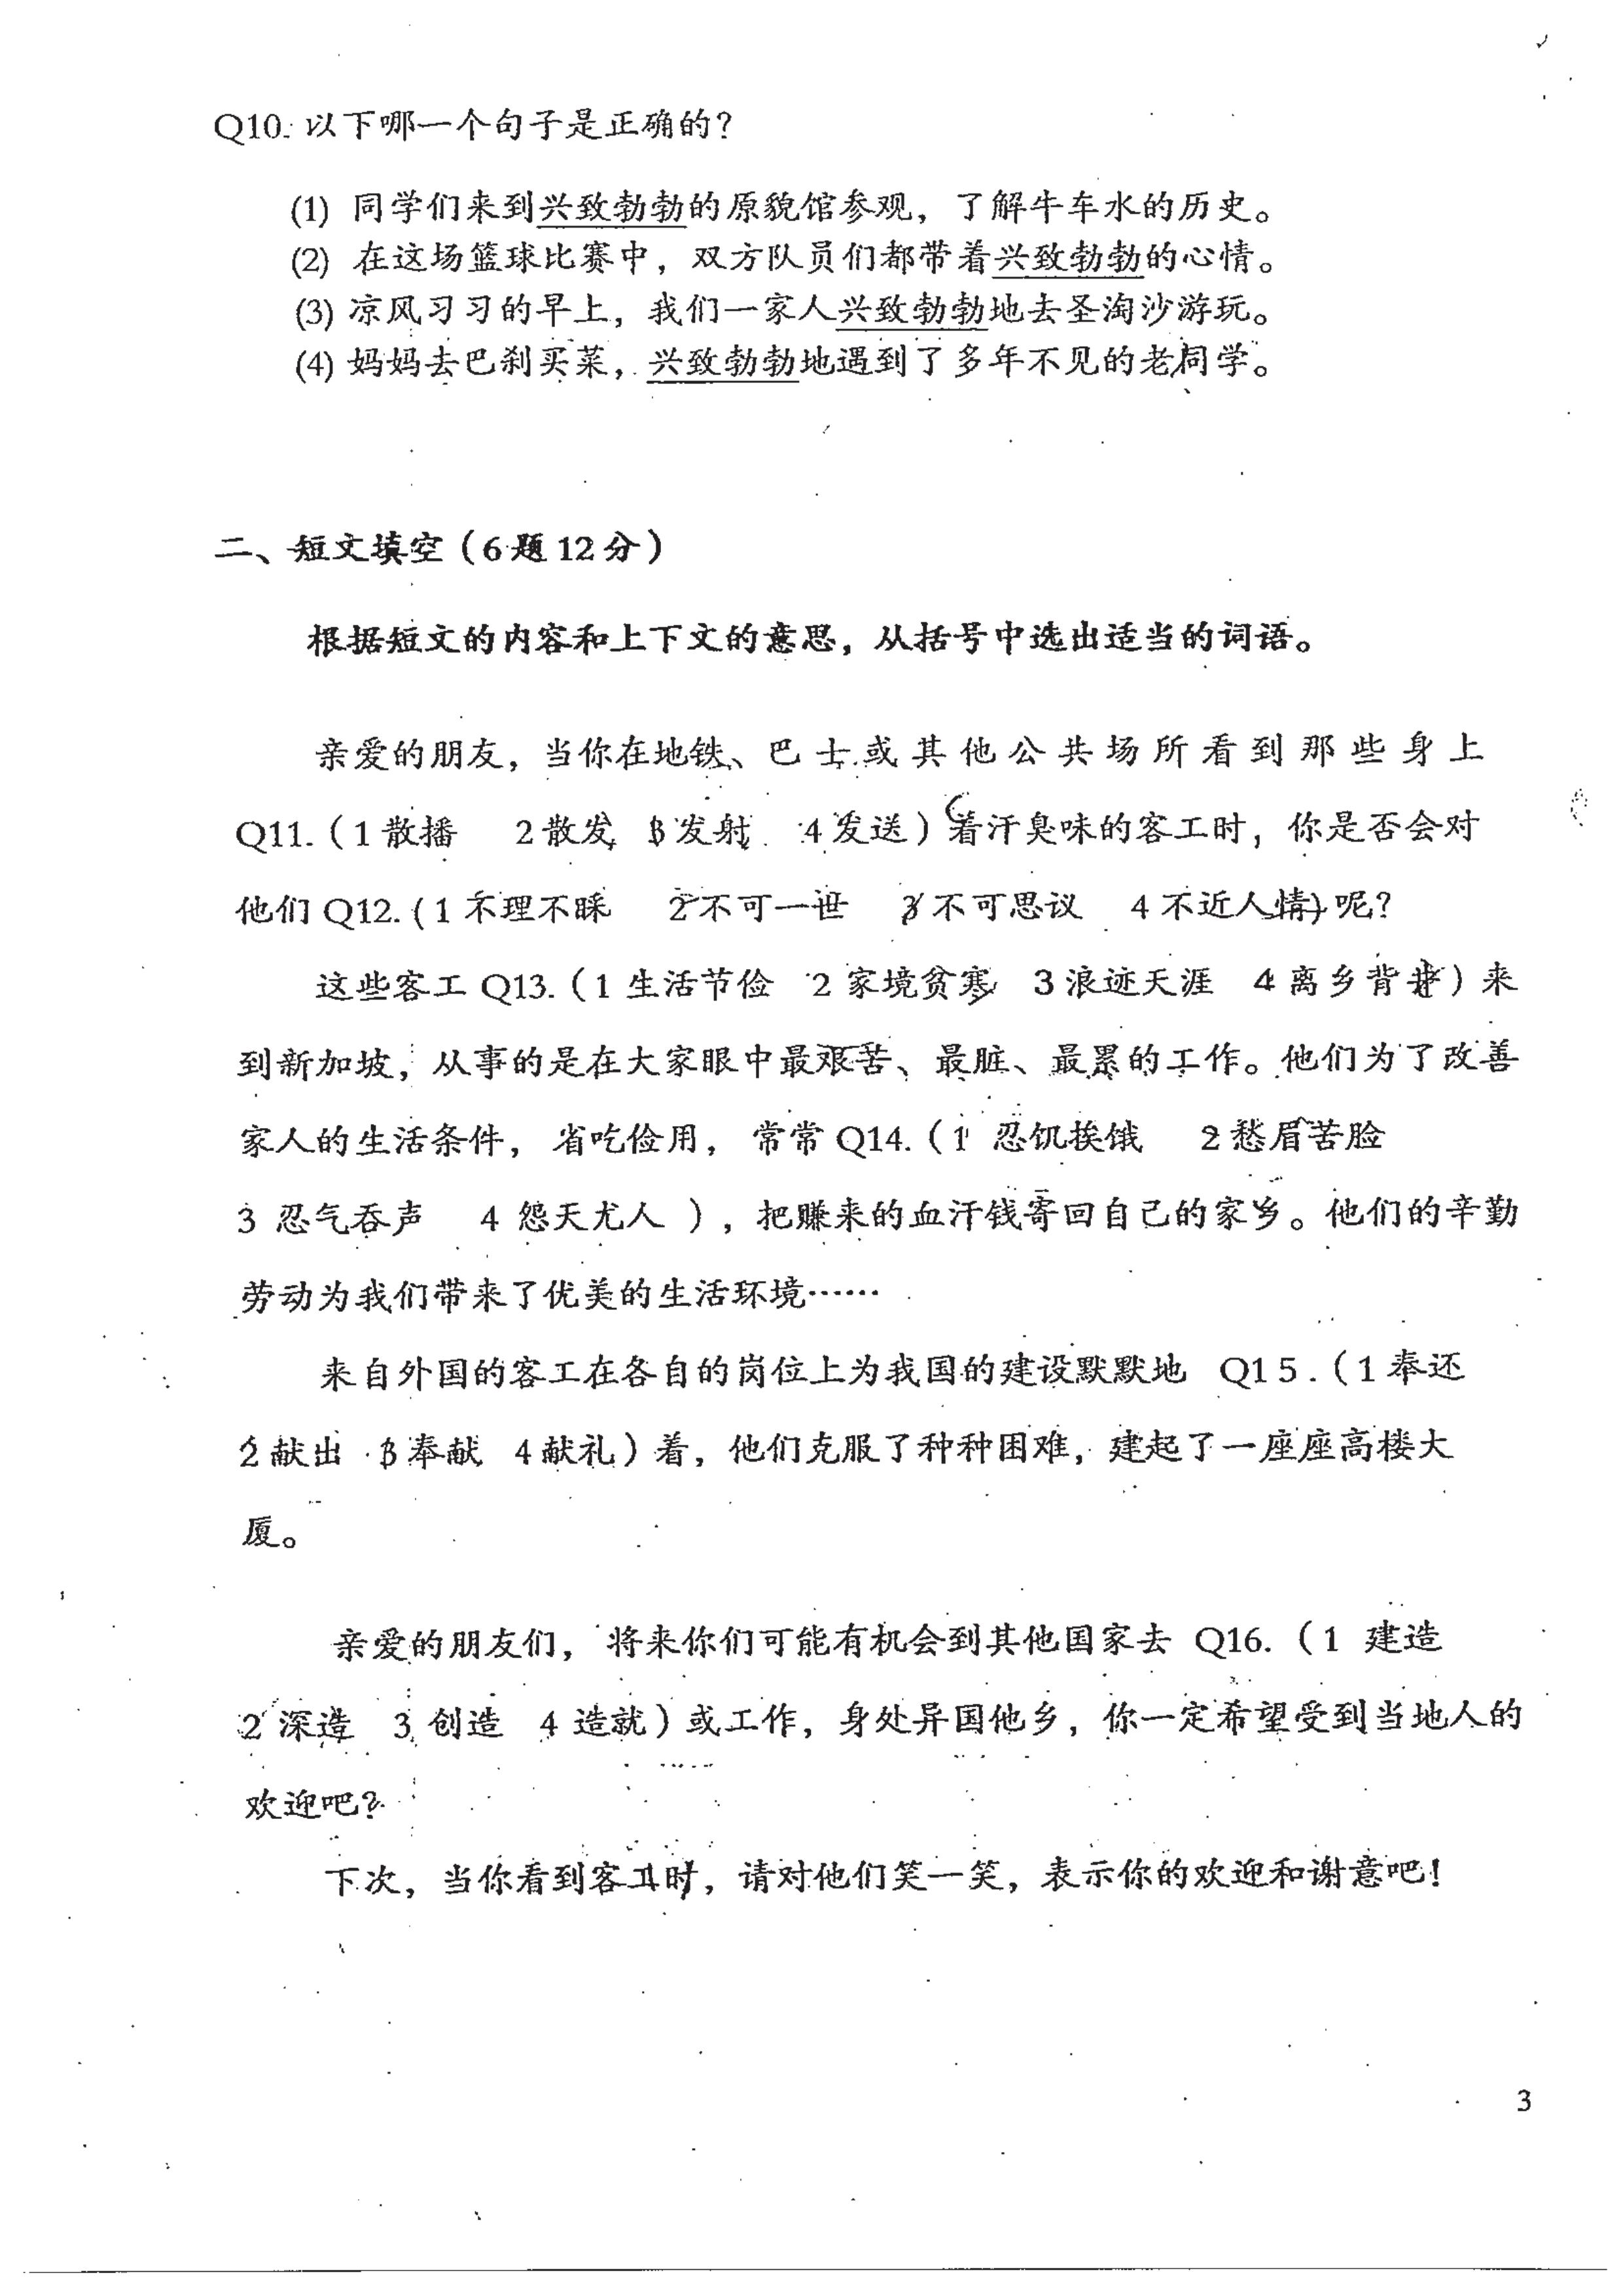 Q10. 以下哪一个句子是正确的？
(1) 同学们来到兴致勃勃的原貌馆参观，了解牛车水的历史。
(2) 在这场篮球比赛中，双方队员们都带着兴致勃勃的心情。
(3) 凉风习习的早上，我们一家人兴致勃勃地去圣淘沙游玩。
(4) 妈妈去巴刹买菜，兴致勃勃地遇到了多年不见的老同学。
二、短文填空（6题12分）
根据短文的内容和上下文的意思，从括号中选出适当的词语。
亲爱的朋友，当你在地铁、巴士或其他公共场所看到那些身上
Q11.（1散播 2散发 3发射 4发送）着汗臭味的客工时，你是否会对
他们Q12.（1不理不睬 2不可一世 3不可思议 4不近人情）呢？
这些客工Q13.（1生活节俭 2家境贫寒 3浪迹天涯 4离乡背井）来
到新加坡，从事的是在大家眼中最艰苦、最脏、最累的工作。他们为了改善
家人的生活条件，省吃俭用，常常Q14.（1 忍饥挨饿 2愁眉苦脸
3 忍气吞声 4 怨天尤人 ），把赚来的血汗钱寄回自己的家乡。他们的辛勤
劳动为我们带来了优美的生活环境……
来自外国的客工在各自的岗位上为我国的建设默默地 Q15.（1奉还
2献出 3奉献 4献礼）着，他们克服了种种困难，建起了一座座高楼大
厦。
亲爱的朋友们，将来你们可能有机会到其他国家去 Q16.（1 建造
2深造 3创造 4造就）或工作，身处异国他乡，你一定希望受到当地人的
欢迎吧？
下次，当你看到客工时，请对他们笑一笑，表示你的欢迎和谢意吧！
3